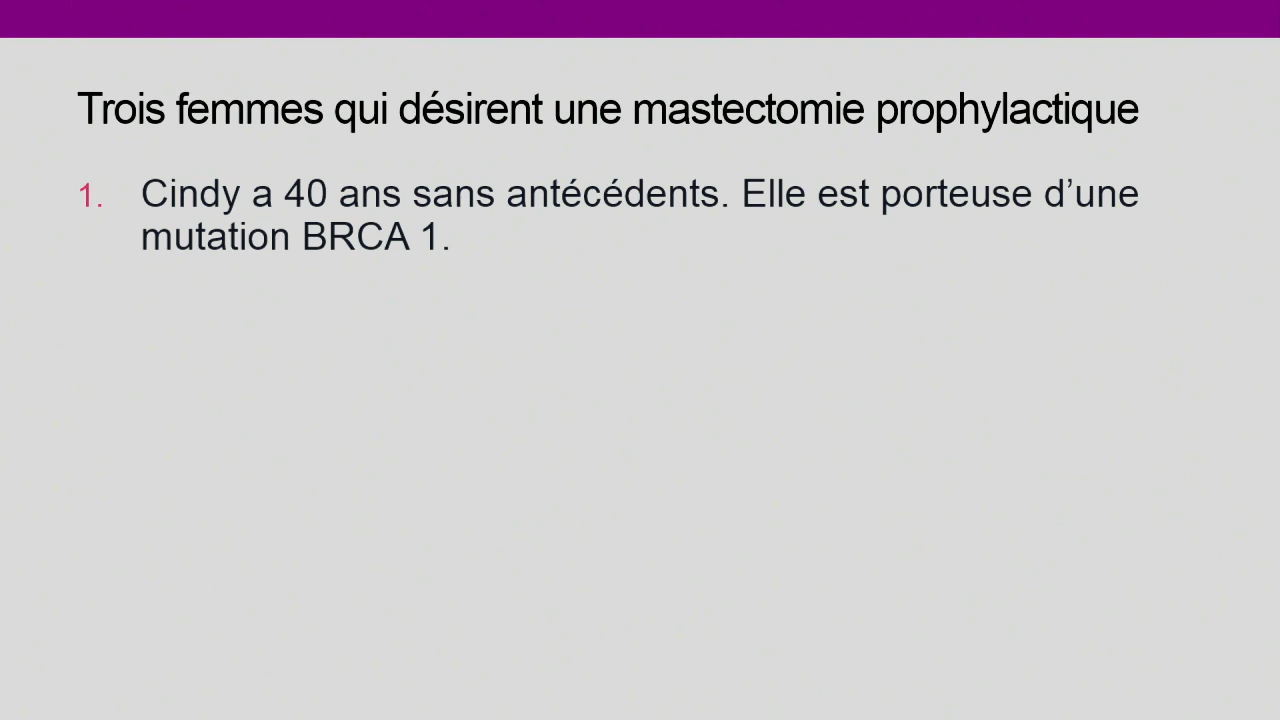 Trois femmes qui désirent une mastectomie prophylactique
1. Cindy a 40 ans sans antécédents. Elle est porteuse d’une
mutation BRCA 1.